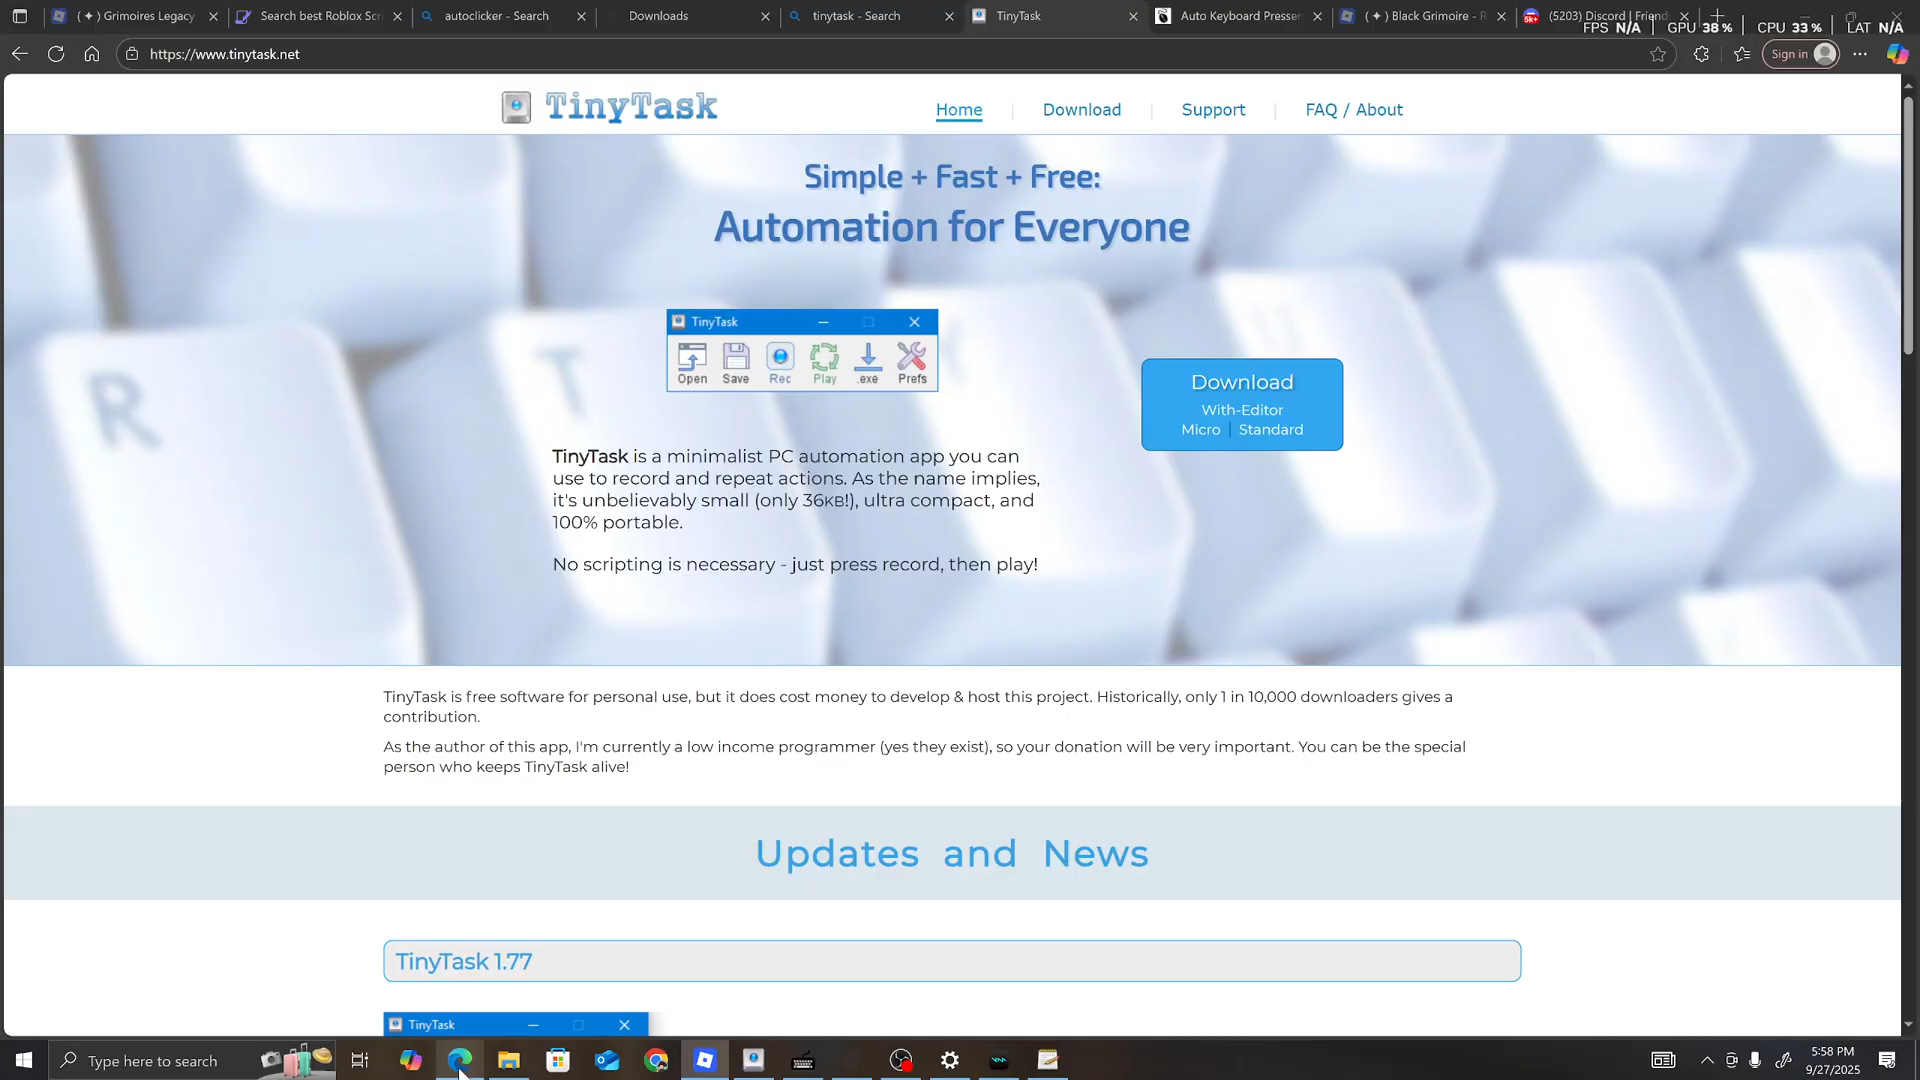 ( ✦ ) Grimoires Legacy
Search best Roblox Scri
autoclicker - Search
Downloads
tinytask - Search
TinyTask
Auto Keyboard Presser
( ✦ ) Black Grimoire - R
(5203) Discord | Friends
FPS N/A | GPU 38 % | CPU 33 % | LAT N/A
https://www.tinytask.net
Sign in
TinyTask
Home | Download | Support | FAQ / About
Simple + Fast + Free:
Automation for Everyone
TinyTask
Open Save Rec Play .exe Prefs
Download
With-Editor
Micro | Standard
TinyTask is a minimalist PC automation app you can
use to record and repeat actions. As the name implies,
it's unbelievably small (only 36KB!), ultra compact, and
100% portable.
No scripting is necessary - just press record, then play!
TinyTask is free software for personal use, but it does cost money to develop & host this project. Historically, only 1 in 10,000 downloaders gives a
contribution.
As the author of this app, I'm currently a low income programmer (yes they exist), so your donation will be very important. You can be the special
person who keeps TinyTask alive!
Updates and News
TinyTask 1.77
TinyTask
Type here to search
5:58 PM
9/27/2025
R
T